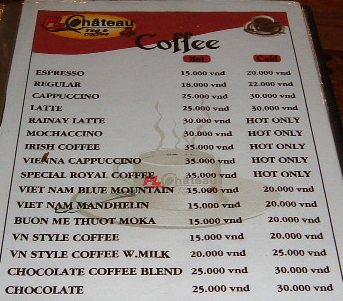 PL Château
Tea & coffee
Coffee
Hot Cold
ESPRESSO 15.000 vnd 20.000 vnd
REGULAR 18.000 vnd 22.000 vnd
CAPPUCCINO 25.000 vnd 30.000 vnd
LATTE 25.000 vnd 30.000 vnd
RAINAY LATTE 30.000 vnd HOT ONLY
MOCHACCINO 30.000 vnd HOT ONLY
IRISH COFFEE 35.000 vnd HOT ONLY
VIENNA CAPPUCCINO 35.000 vnd HOT ONLY
SPECIAL ROYAL COFFEE 35.000 vnd HOT ONLY
PL Château
VIET NAM BLUE MOUNTAIN 15.000 vnd 20.000 vnd
VIET NAM MANDHELIN 15.000 vnd 20.000 vnd
BUON ME THUOT MOKA 15.000 vnd 20.000 vnd
VN STYLE COFFEE 15.000 vnd 20.000 vnd
VN STYLE COFFEE W.MILK 20.000 vnd 25.000 vnd
CHOCOLATE COFFEE BLEND 25.000 vnd 30.000 vnd
CHOCOLATE 25.000 vnd 30.000 vnd